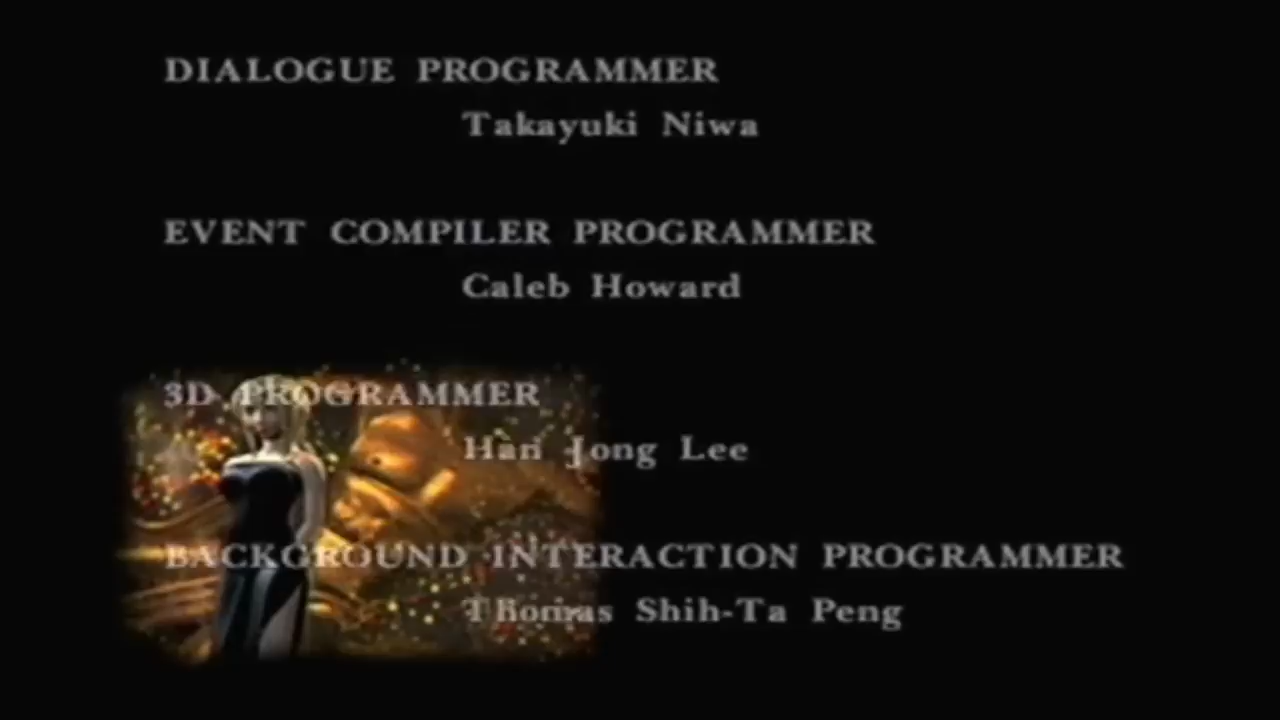 DIALOGUE PROGRAMMER
Takayuki Niwa
EVENT COMPILER PROGRAMMER
Caleb Howard
3D PROGRAMMER
Han Jong Lee
BACKGROUND INTERACTION PROGRAMMER
Thomas Shih-Ta Peng